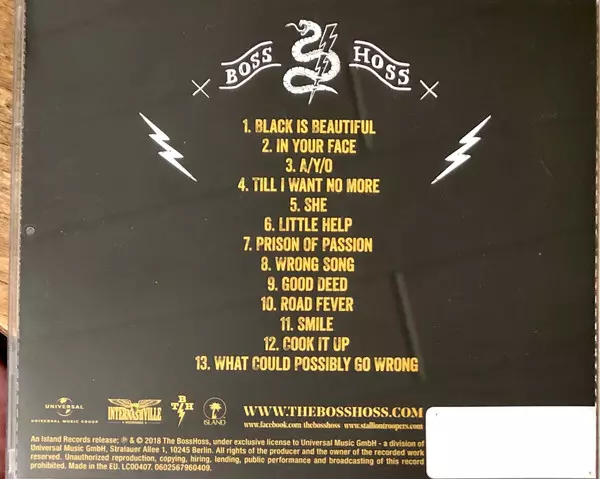 BOSS HOSS
1. BLACK IS BEAUTIFUL
2. IN YOUR FACE
3. A/Y/O
4. TILL I WANT NO MORE
5. SHE
6. LITTLE HELP
7. PRISON OF PASSION
8. WRONG SONG
9. GOOD DEED
10. ROAD FEVER
11. SMILE
12. COOK IT UP
13. WHAT COULD POSSIBLY GO WRONG
UNIVERSAL
UNIVERSAL MUSIC GROUP
INTERNASHVILLE
TBH
ISLAND
WWW.THEBOSSHOSS.COM
www.facebook.com/thebosshoss www.stalliontroopers.com
An Island Records release; ℗ & © 2018 The BossHoss, under exclusive license to Universal Music GmbH - a division of
Universal Music GmbH, Stralauer Allee 1, 10245 Berlin. All rights of the producer and the owner of the recorded work
reserved. Unauthorized reproduction, copying, hiring, lending, public performance and broadcasting of this record
prohibited. Made in the EU. LC00407. 0602567960409.